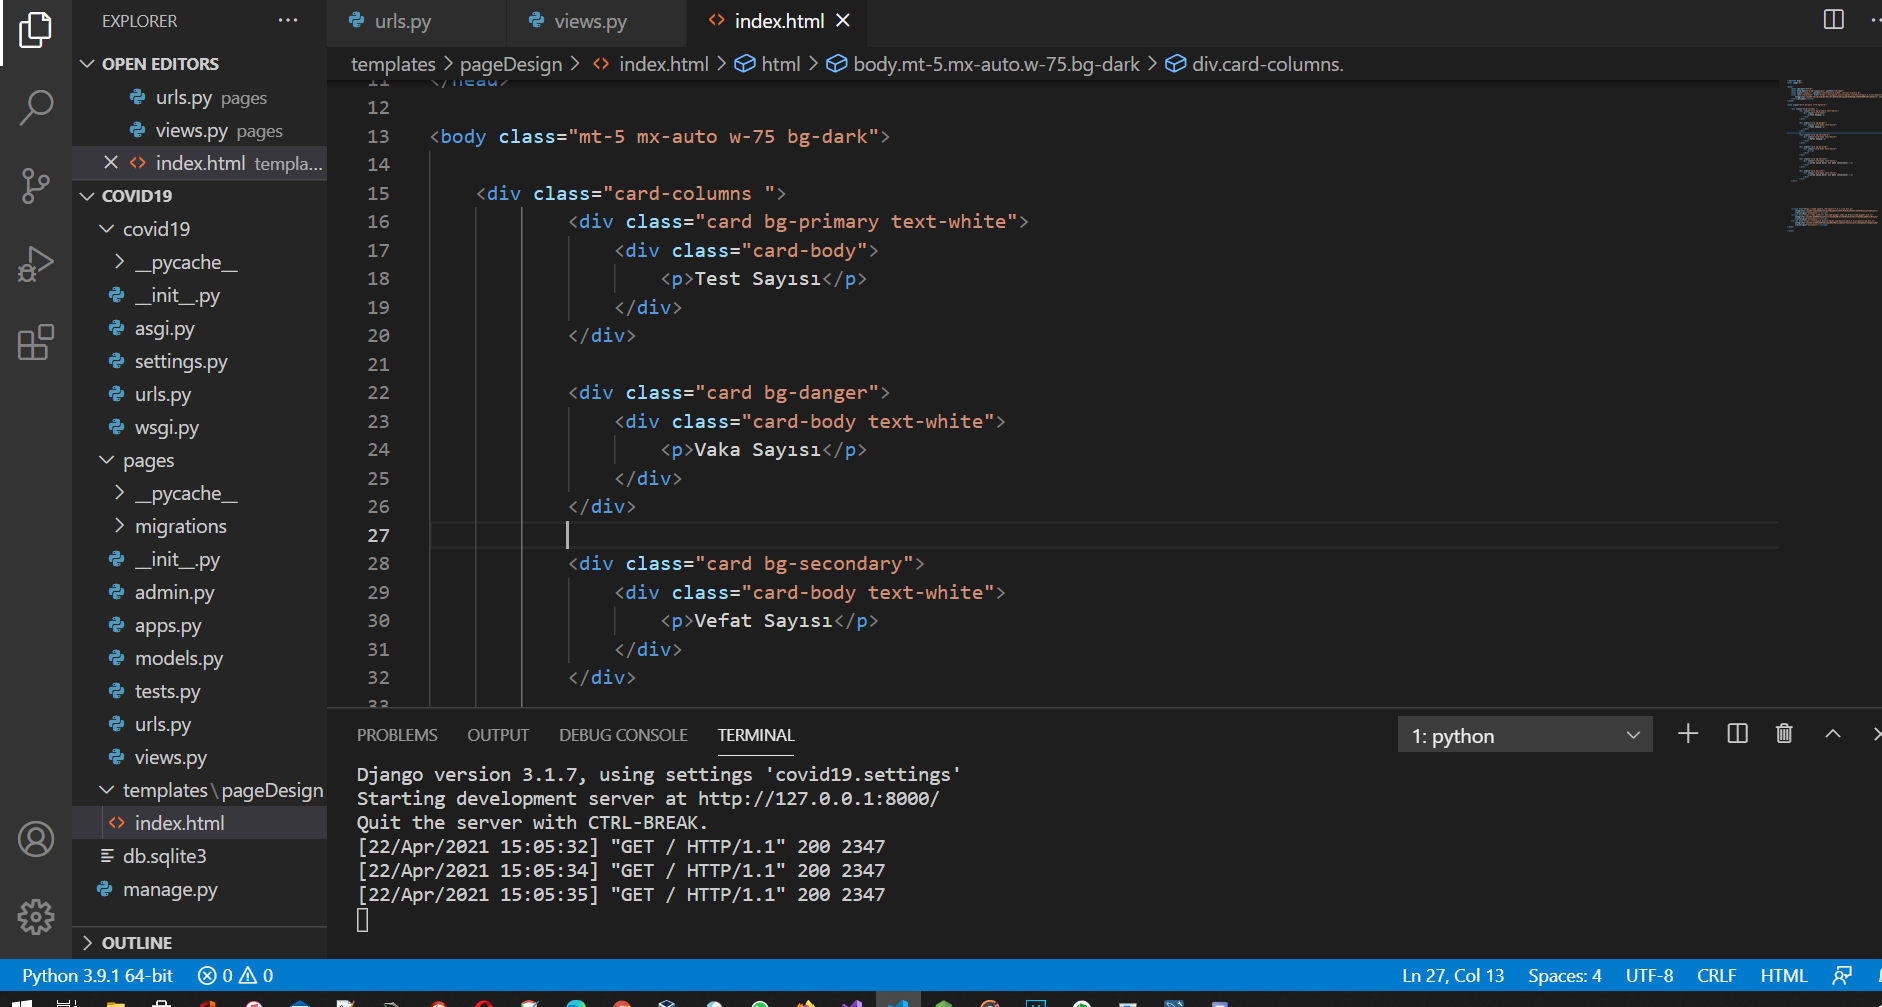 EXPLORER
OPEN EDITORS
urls.py pages
views.py pages
index.html templa...
COVID19
covid19
__pycache__
__init__.py
asgi.py
settings.py
urls.py
wsgi.py
pages
__pycache__
migrations
__init__.py
admin.py
apps.py
models.py
tests.py
urls.py
views.py
templates\pageDesign
index.html
db.sqlite3
manage.py
OUTLINE
urls.py views.py index.html
templates > pageDesign > index.html > html > body.mt-5.mx-auto.w-75.bg-dark > div.card-columns.
11 </head>
12
13 <body class="mt-5 mx-auto w-75 bg-dark">
14
15 <div class="card-columns ">
16 <div class="card bg-primary text-white">
17 <div class="card-body">
18 <p>Test Sayısı</p>
19 </div>
20 </div>
21
22 <div class="card bg-danger">
23 <div class="card-body text-white">
24 <p>Vaka Sayısı</p>
25 </div>
26 </div>
27
28 <div class="card bg-secondary">
29 <div class="card-body text-white">
30 <p>Vefat Sayısı</p>
31 </div>
32 </div>
33
PROBLEMS OUTPUT DEBUG CONSOLE TERMINAL 1: python
Django version 3.1.7, using settings 'covid19.settings'
Starting development server at http://127.0.0.1:8000/
Quit the server with CTRL-BREAK.
[22/Apr/2021 15:05:32] "GET / HTTP/1.1" 200 2347
[22/Apr/2021 15:05:34] "GET / HTTP/1.1" 200 2347
[22/Apr/2021 15:05:35] "GET / HTTP/1.1" 200 2347
Python 3.9.1 64-bit 0 0 Ln 27, Col 13 Spaces: 4 UTF-8 CRLF HTML